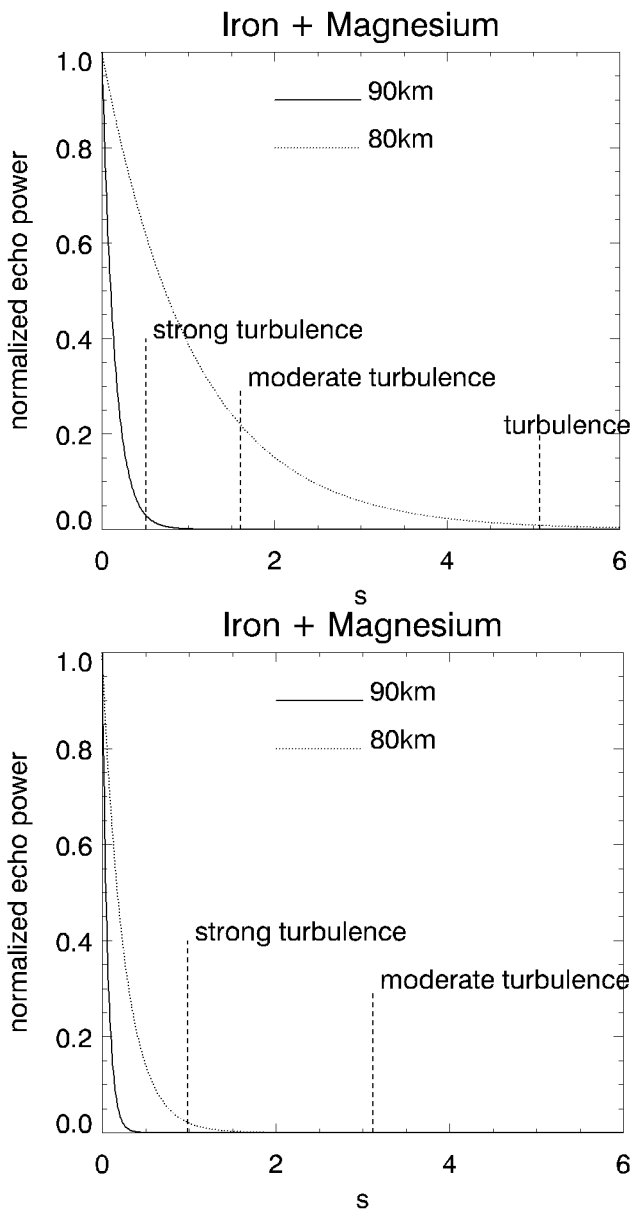 Iron + Magnesium
1.0
90km
80km
0.8
0.6
strong turbulence
0.4
moderate turbulence
turbulence
0.2
0.0
0 2 4 6
s
normalized echo power
Iron + Magnesium
1.0
90km
80km
0.8
0.6
strong turbulence
0.4
moderate turbulence
0.2
0.0
0 2 4 6
s
normalized echo power